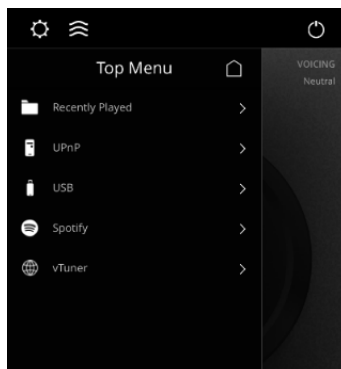 Top Menu
VOICING
Neutral
Recently Played
UPnP
USB
Spotify
vTuner